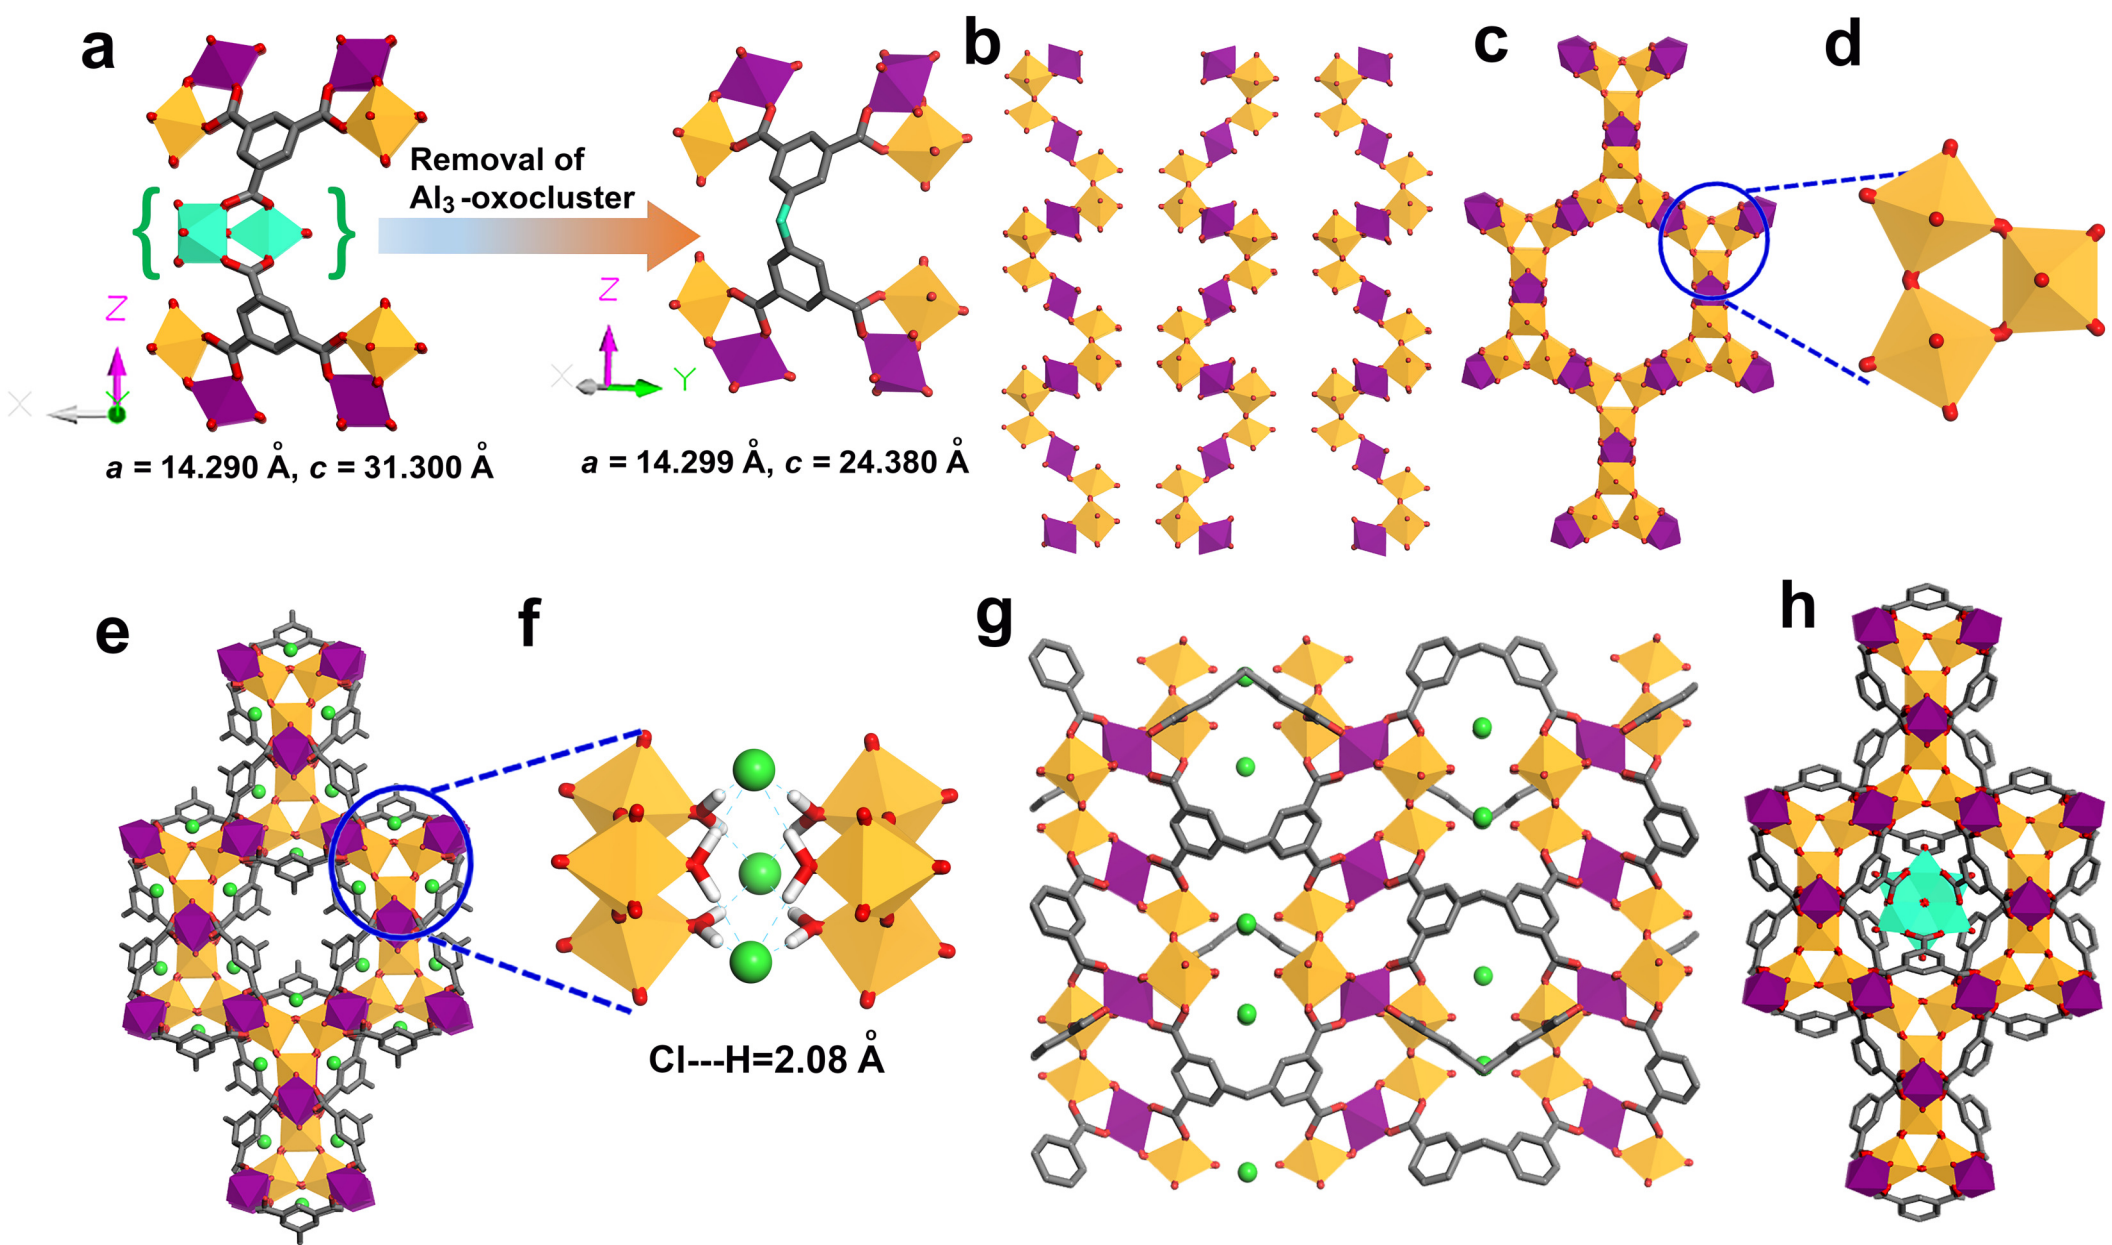 a
b
c
d
Removal of
Al3-oxocluster
{ }
Z
X
Y
Z
X
Y
a = 14.290 Å, c = 31.300 Å
a = 14.299 Å, c = 24.380 Å
e
f
g
h
Cl---H=2.08 Å